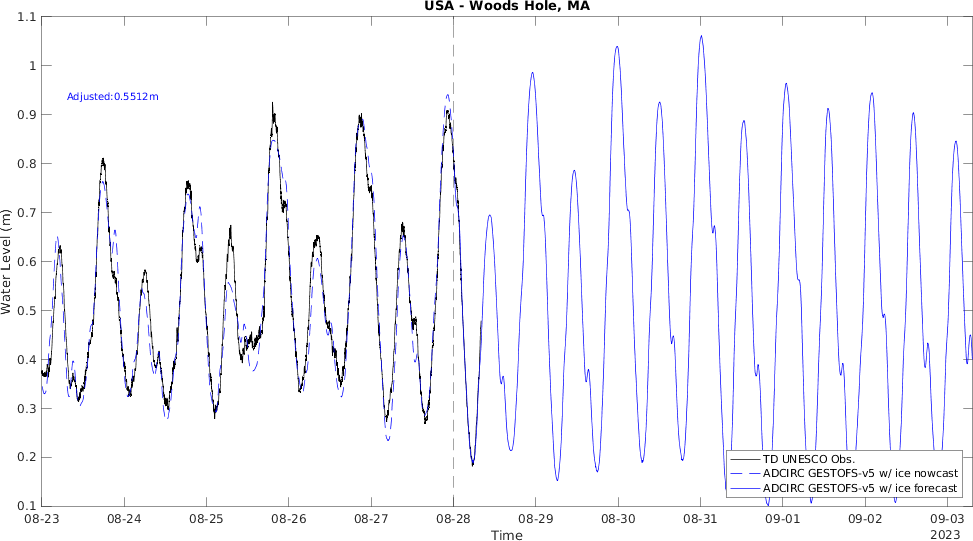 USA - Woods Hole, MA
1.1
1
0.9
0.8
0.7
0.6
0.5
0.4
0.3
0.2
0.1
Water Level (m)
Adjusted:0.5512m
TD UNESCO Obs.
ADCIRC GESTOFS-v5 w/ ice nowcast
ADCIRC GESTOFS-v5 w/ ice forecast
08-23 08-24 08-25 08-26 08-27 08-28 08-29 08-30 08-31 09-01 09-02 09-03
2023
Time